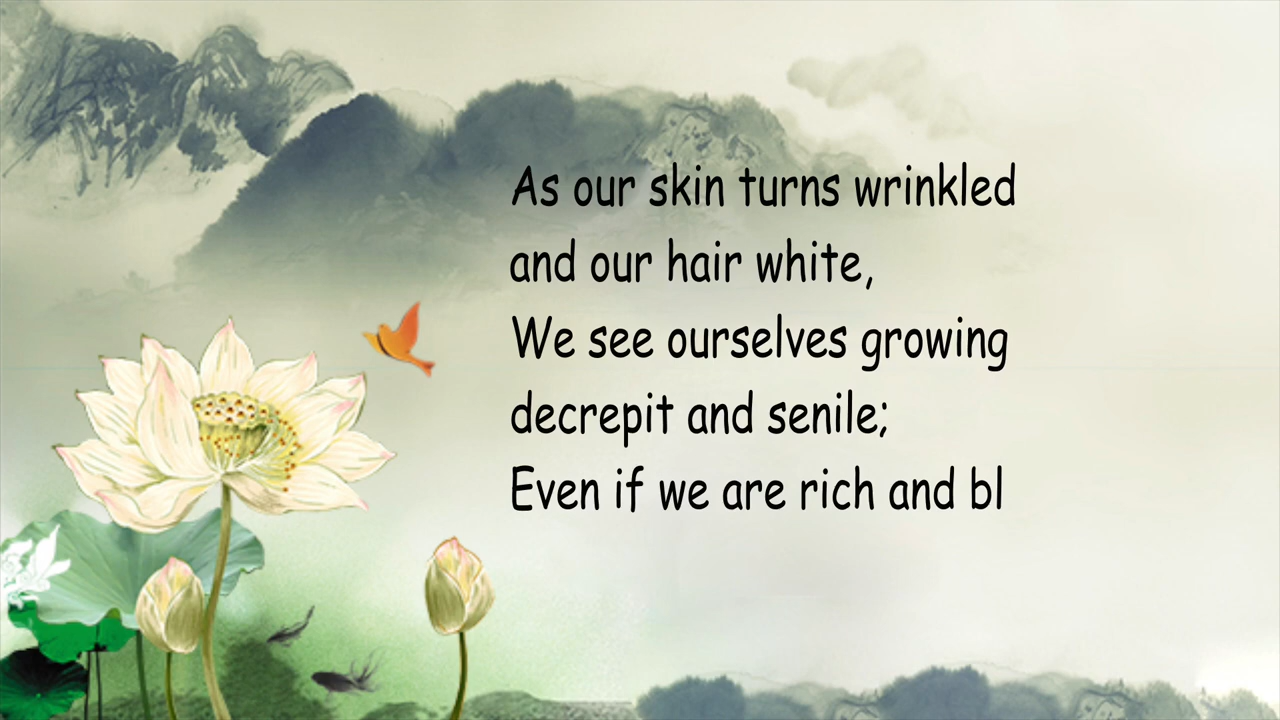 As our skin turns wrinkled
and our hair white,
We see ourselves growing
decrepit and senile;
Even if we are rich and bl